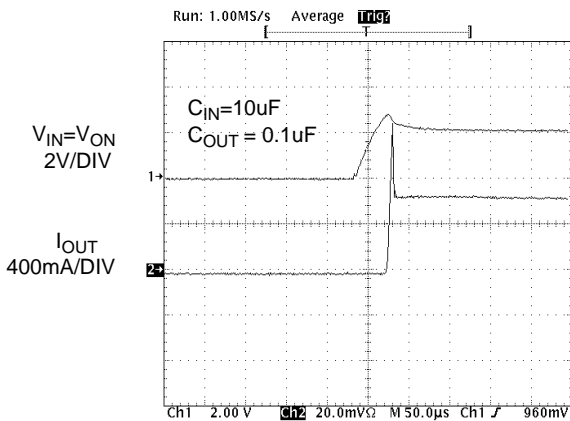 Run: 1.00MS/s Average Trig?
T
C_IN=10uF
C_OUT = 0.1uF
V_IN=V_ON
2V/DIV
1→
I_OUT
400mA/DIV
2→
Ch1 2.00 V Ch2 20.0mVΩ M 50.0µs Ch1 ƒ 960mV